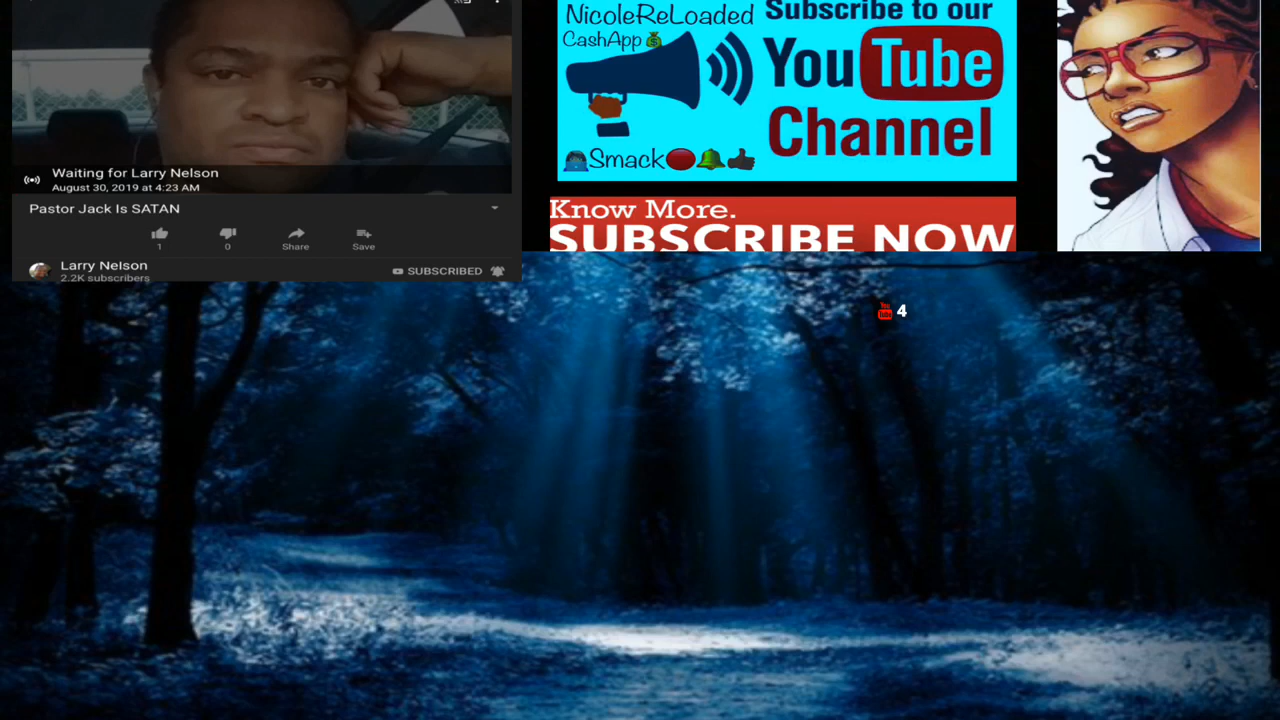 Waiting for Larry Nelson
August 30, 2019 at 4:23 AM
Pastor Jack Is SATAN
1
0
Share
Save
Larry Nelson
2.2K subscribers
SUBSCRIBED
NicoleReLoaded
CashApp
Smack
Subscribe to our
YouTube
Channel
Know More.
SUBSCRIBE NOW
You
Tube
4